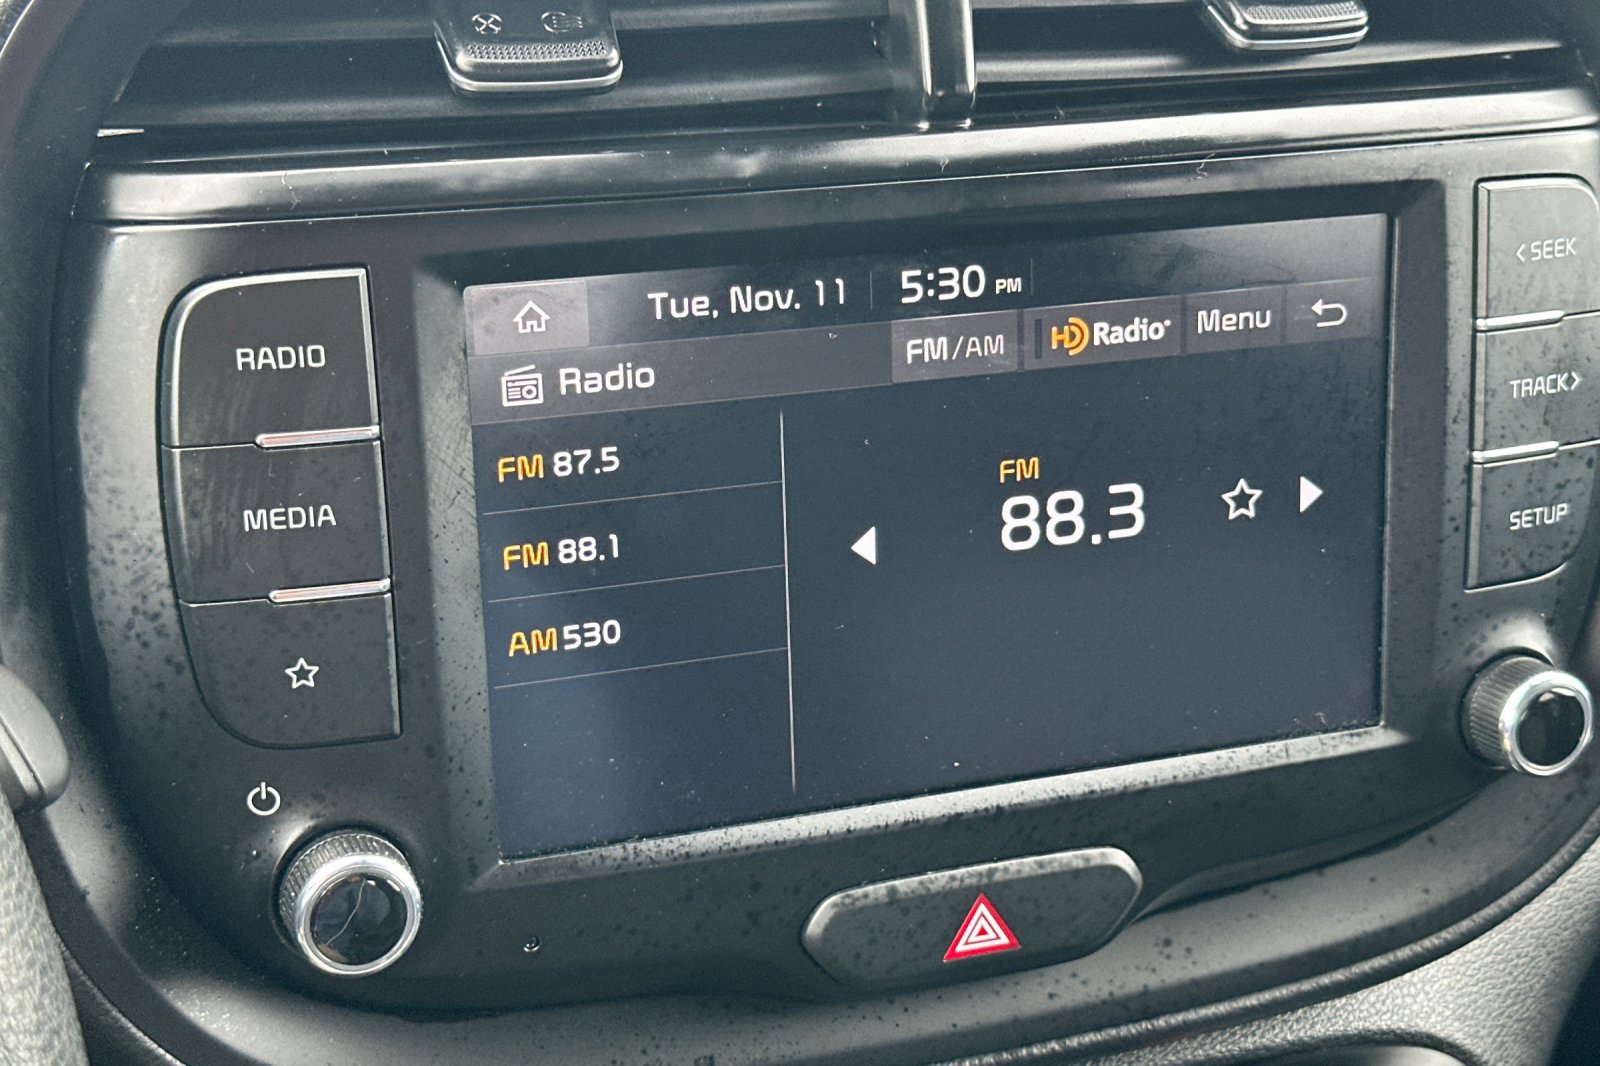 Tue, Nov. 11 5:30 PM
Radio FM/AM HD Radio Menu
FM 87.5
FM 88.1
AM 530
FM
88.3
RADIO
MEDIA
< SEEK
TRACK >
SETUP